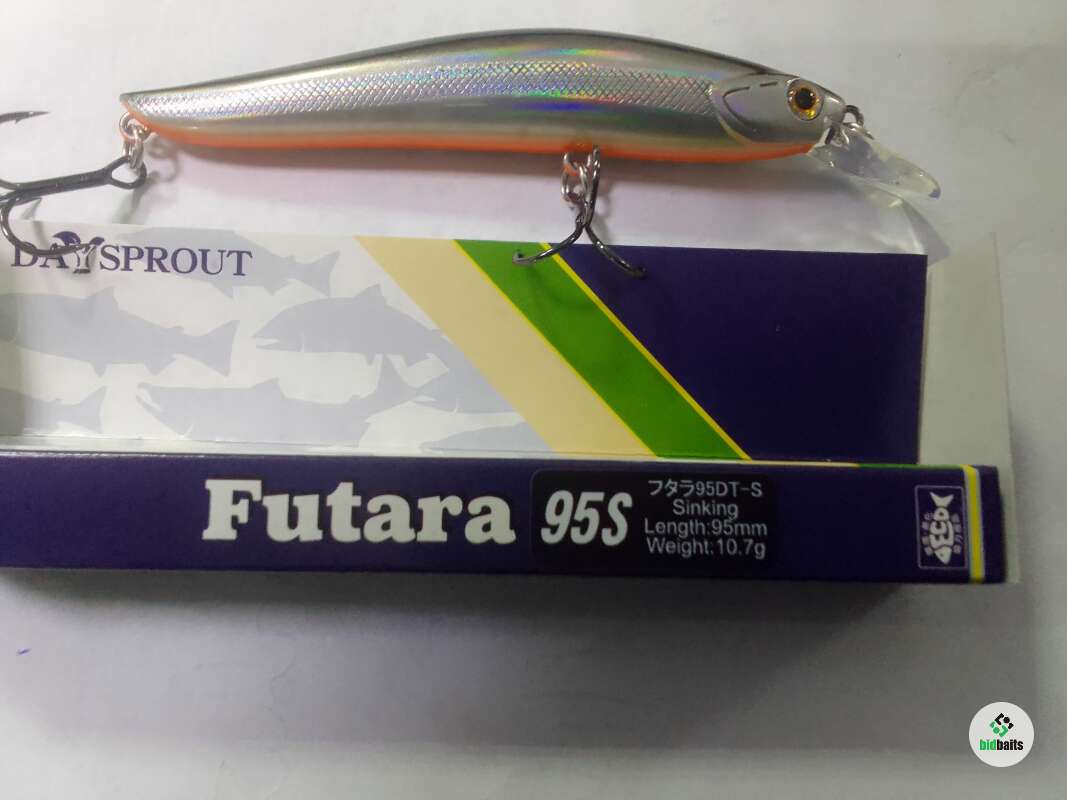 DAYSPROUT
Futara
95S
フタラ95DT-S
Sinking
Length:95mm
Weight:10.7g
bidbaits